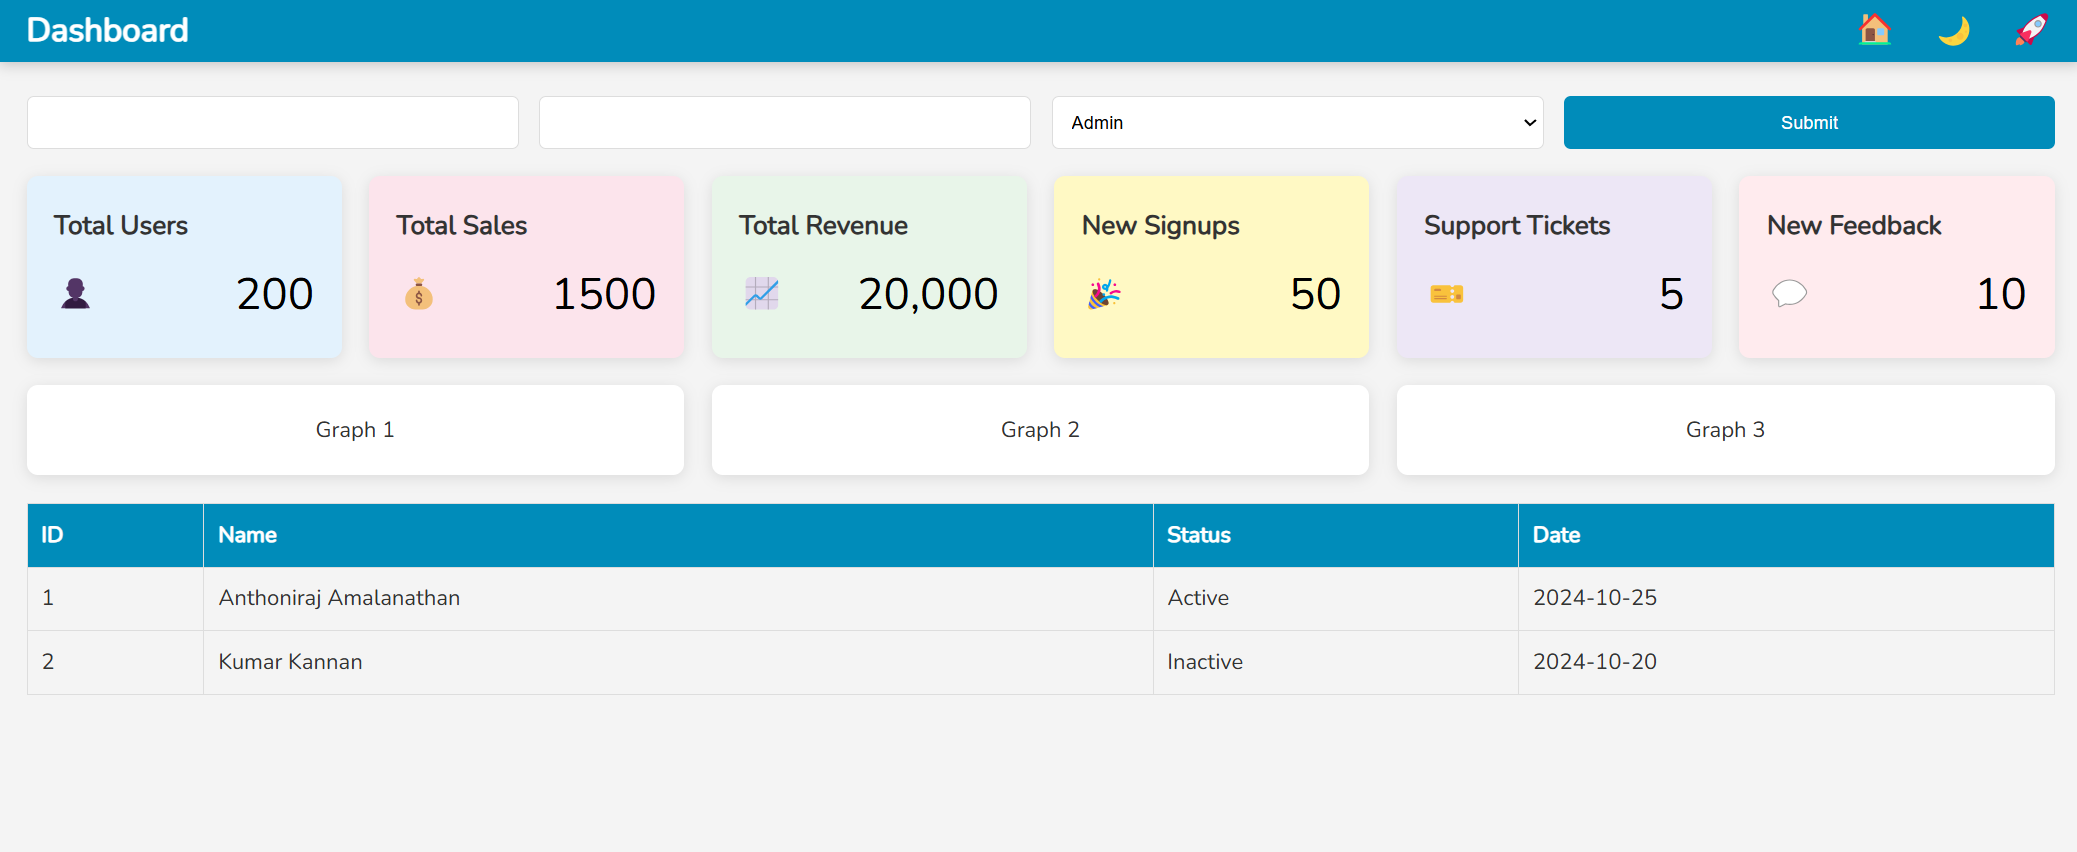 Dashboard
Admin
Submit
Total Users
200
Total Sales
1500
Total Revenue
20,000
New Signups
50
Support Tickets
5
New Feedback
10
Graph 1
Graph 2
Graph 3
ID Name Status Date
1 Anthoniraj Amalanathan Active 2024-10-25
2 Kumar Kannan Inactive 2024-10-20